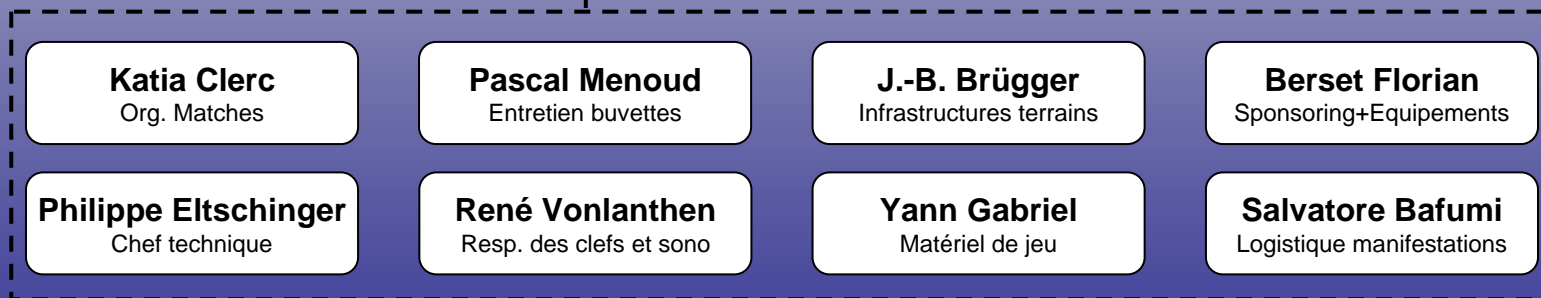 Katia Clerc
Org. Matches
Pascal Menoud
Entretien buvettes
J.-B. Brügger
Infrastructures terrains
Berset Florian
Sponsoring+Equipements
Philippe Eltschinger
Chef technique
René Vonlanthen
Resp. des clefs et sono
Yann Gabriel
Matériel de jeu
Salvatore Bafumi
Logistique manifestations